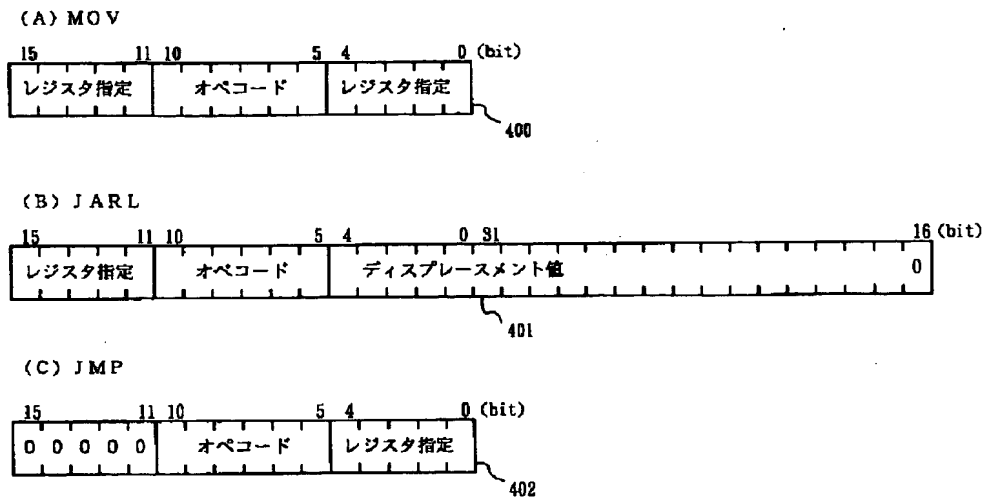 (A) MOV
15 11 10 5 4 0 (bit)
レジスタ指定 オペコード レジスタ指定
400
(B) JARL
15 11 10 5 4 0 31 16 (bit)
レジスタ指定 オペコード ディスプレースメント値 0
401
(C) JMP
15 11 10 5 4 0 (bit)
0 0 0 0 0 オペコード レジスタ指定
402